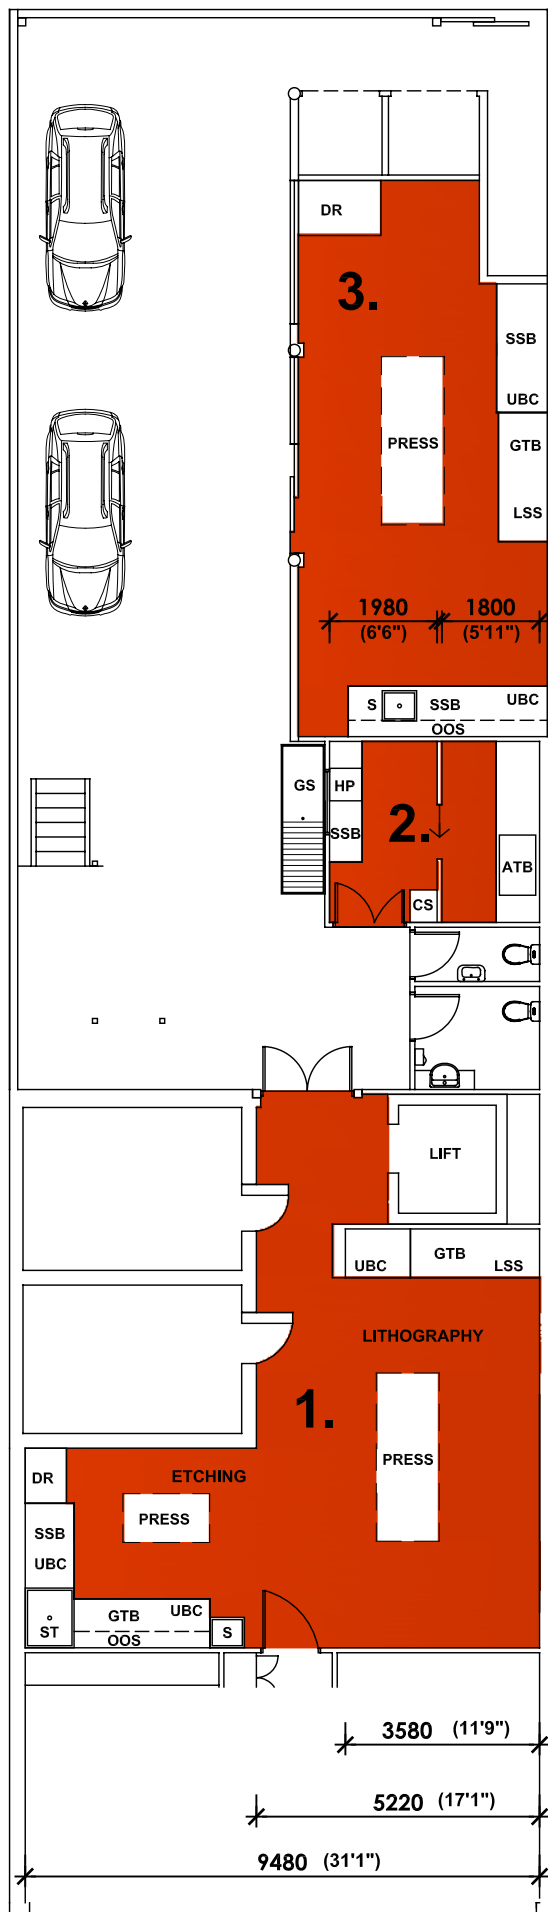 DR
3.
SSB
UBC
PRESS
GTB
LSS
1980 1800
(6'6") (5'11")
S SSB UBC
OOS
GS HP
2.
SSB
ATB
CS
LIFT
UBC GTB LSS
LITHOGRAPHY
1.
PRESS
ETCHING
DR
PRESS
SSB
UBC
GTB UBC
ST OOS S
3580 (11'9")
5220 (17'1")
9480 (31'1")